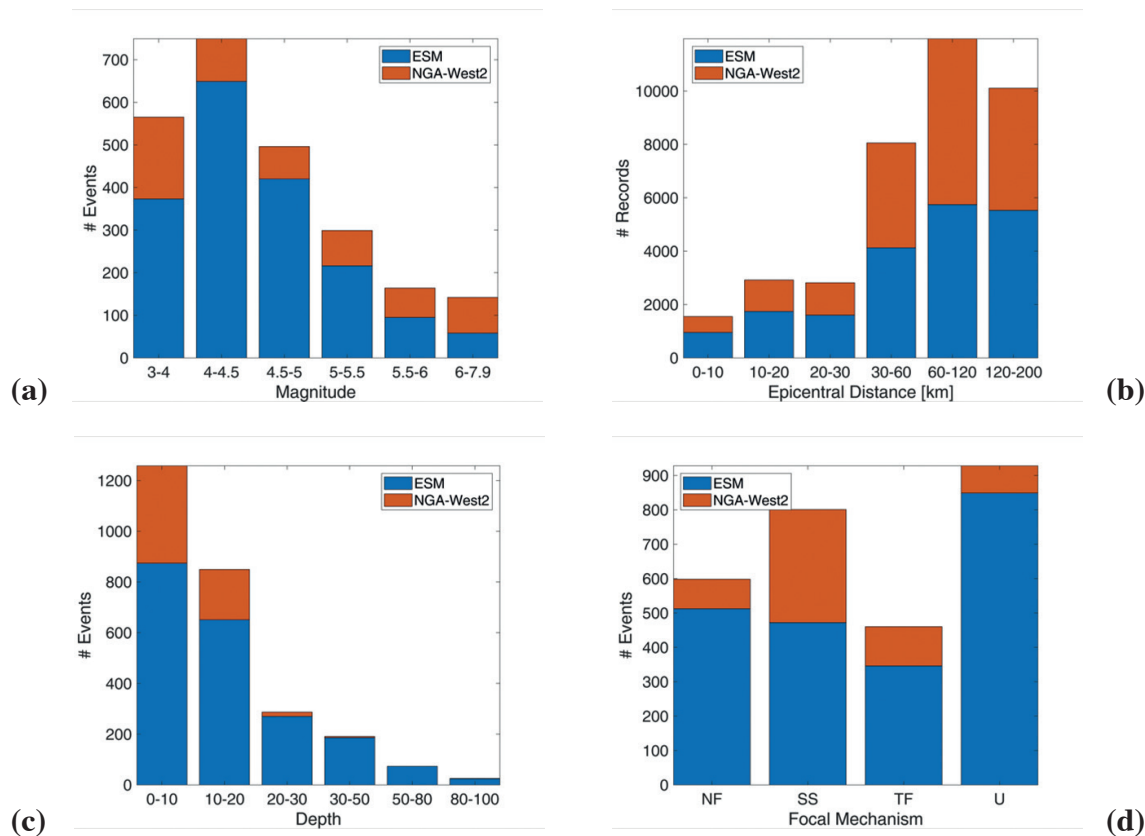 ESM
NGA-West2
700
600
500
400
300
200
100
0
# Events
3-4 4-4.5 4.5-5 5-5.5 5.5-6 6-7.9
Magnitude
(a)
ESM
NGA-West2
10000
8000
6000
4000
2000
0
# Records
0-10 10-20 20-30 30-60 60-120 120-200
Epicentral Distance [km]
(b)
ESM
NGA-West2
1200
1000
800
600
400
200
0
# Events
0-10 10-20 20-30 30-50 50-80 80-100
Depth
(c)
ESM
NGA-West2
900
800
700
600
500
400
300
200
100
0
# Events
NF SS TF U
Focal Mechanism
(d)